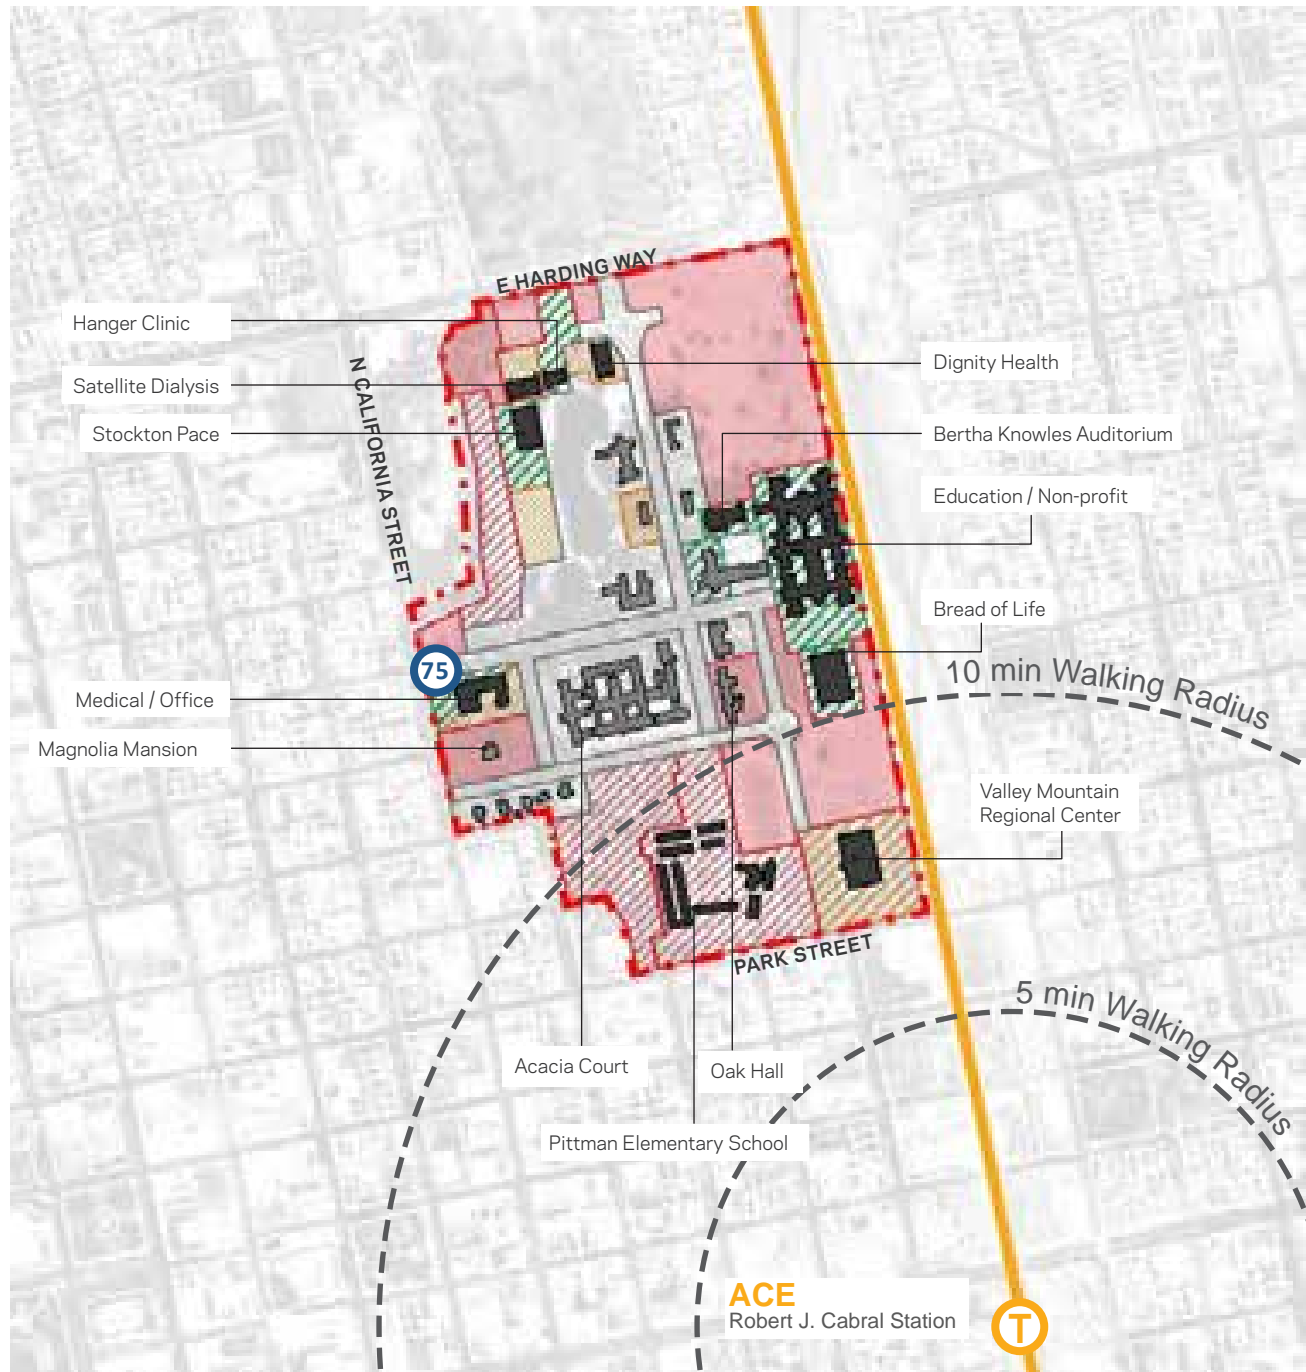 E HARDING WAY
Hanger Clinic
Satellite Dialysis
Stockton Pace
N CALIFORNIA STREET
Dignity Health
Bertha Knowles Auditorium
Education / Non-profit
Bread of Life
75
Medical / Office
Magnolia Mansion
10 min Walking Radius
Valley Mountain
Regional Center
PARK STREET
5 min Walking Radius
Acacia Court
Oak Hall
Pittman Elementary School
ACE
Robert J. Cabral Station
T